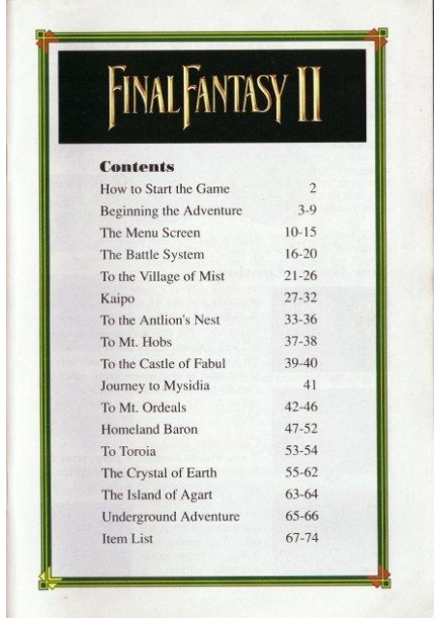 FINAL FANTASY II
Contents
How to Start the Game 2
Beginning the Adventure 3-9
The Menu Screen 10-15
The Battle System 16-20
To the Village of Mist 21-26
Kaipo 27-32
To the Antlion's Nest 33-36
To Mt. Hobs 37-38
To the Castle of Fabul 39-40
Journey to Mysidia 41
To Mt. Ordeals 42-46
Homeland Baron 47-52
To Toroia 53-54
The Crystal of Earth 55-62
The Island of Agart 63-64
Underground Adventure 65-66
Item List 67-74